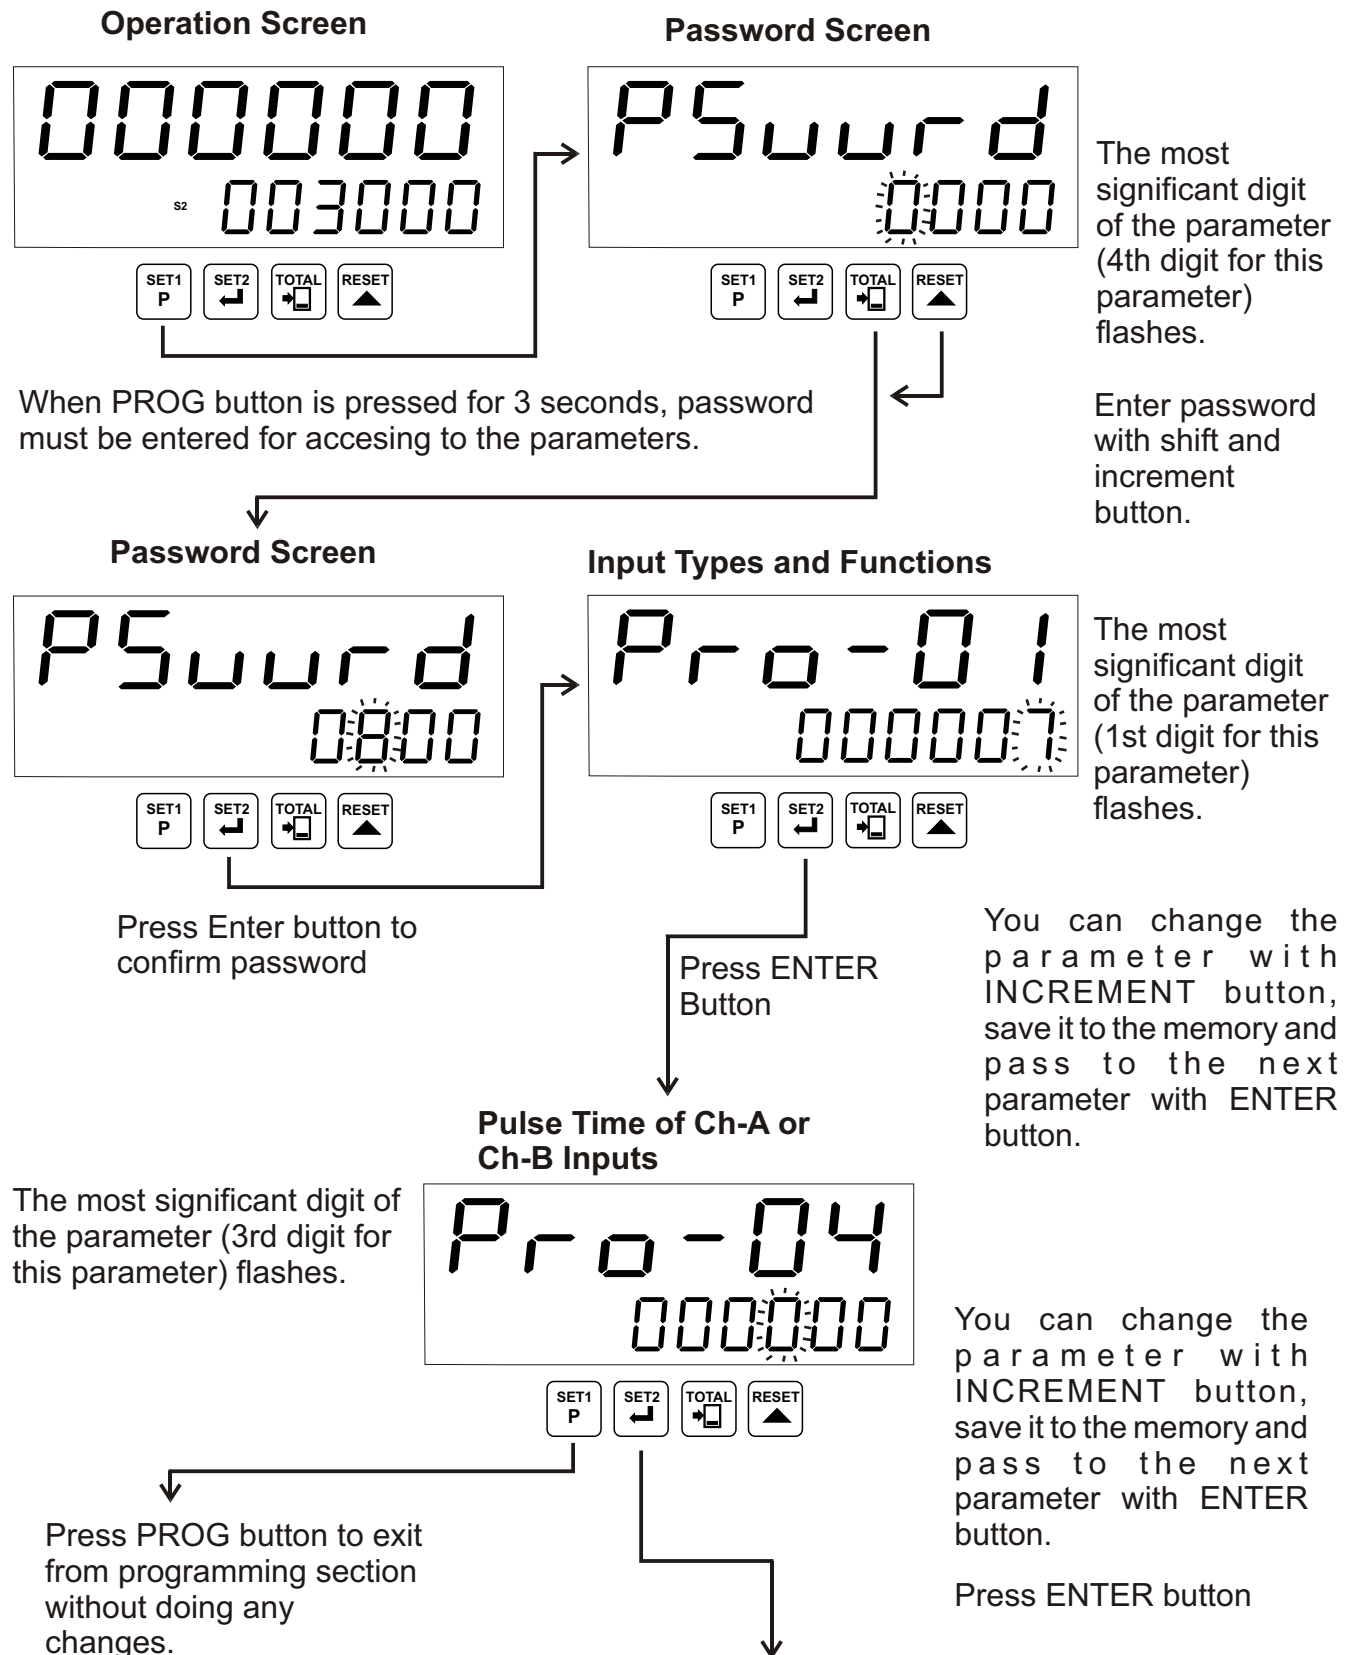 Operation Screen
Password Screen
000000
S2 003000
SET1 P SET2 TOTAL RESET
PSuurd
0000
SET1 P SET2 TOTAL RESET
The most
significant digit
of the parameter
(4th digit for this
parameter)
flashes.
When PROG button is pressed for 3 seconds, password
must be entered for accesing to the parameters.
Enter password
with shift and
increment
button.
Password Screen
PSuurd
0800
SET1 P SET2 TOTAL RESET
Press Enter button to
confirm password
Input Types and Functions
Pro-01
000007
SET1 P SET2 TOTAL RESET
The most
significant digit
of the parameter
(1st digit for this
parameter)
flashes.
Press ENTER
Button
You can change the
parameter with
INCREMENT button,
save it to the memory and
pass to the next
parameter with ENTER
button.
Pulse Time of Ch-A or
Ch-B Inputs
The most significant digit of
the parameter (3rd digit for
this parameter) flashes.
Pro-04
000000
SET1 P SET2 TOTAL RESET
You can change the
parameter with
INCREMENT button,
save it to the memory and
pass to the next
parameter with ENTER
button.
Press ENTER button
Press PROG button to exit
from programming section
without doing any
changes.